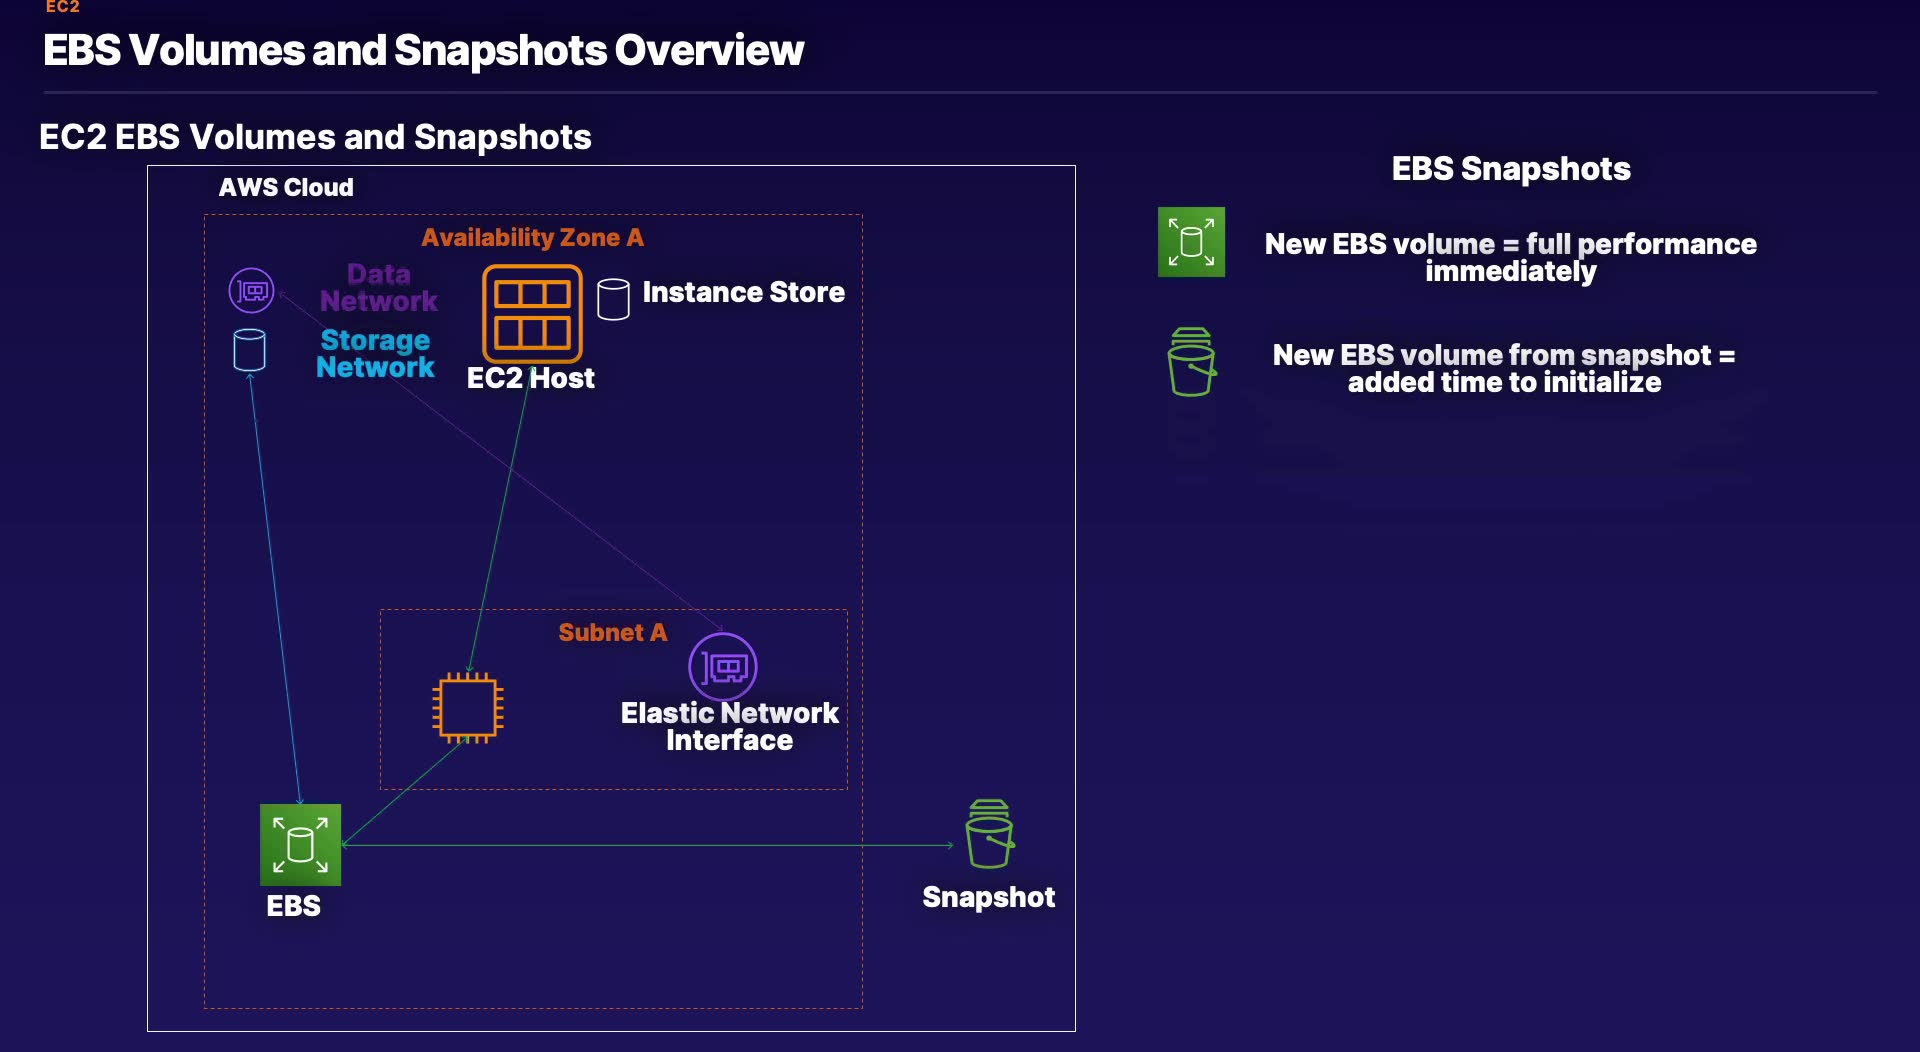 EC2
EBS Volumes and Snapshots Overview
EC2 EBS Volumes and Snapshots
AWS Cloud
Availability Zone A
Data
Network
Storage
Network
EC2 Host
Instance Store
Subnet A
Elastic Network
Interface
EBS
Snapshot
EBS Snapshots
New EBS volume = full performance
immediately
New EBS volume from snapshot =
added time to initialize